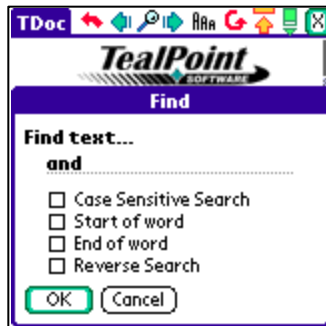 TDoc AAA X
TealPoint
SOFTWARE
Find
Find text...
and
Case Sensitive Search
Start of word
End of word
Reverse Search
OK Cancel